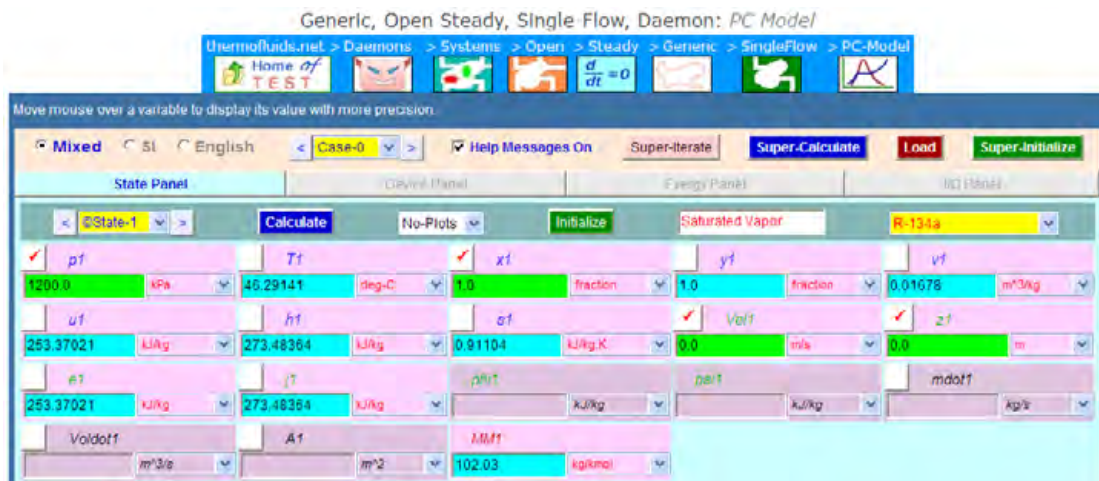 Generic, Open Steady, Single Flow, Daemon: PC Model
thermofluids.net > Daemons > Systems > Open > Steady > Generic > SingleFlow > PC-Model
Home of TEST d/dt =0
Move mouse over a variable to display its value with more precision.
Mixed SI English < Case-0 > Help Messages On Super-Iterate Super-Calculate Load Super-Initialize
State Panel Device Panel Exergy Panel I/O Panel
< ©State-1 > Calculate No-Plots Initialize Saturated Vapor R-134a
p1 T1 x1 y1 v1
1200.0 kPa 46.29141 deg-C 1.0 fraction 1.0 fraction 0.01678 m^3/kg
u1 h1 s1 Vel1 z1
253.37021 kJ/kg 273.48364 kJ/kg 0.91104 kJ/kg.K 0.0 m/s 0.0 m
e1 j1 phi1 psi1 mdot1
253.37021 kJ/kg 273.48364 kJ/kg kJ/kg kJ/kg kg/s
Voldot1 A1 MM1
m^3/s m^2 102.03 kg/kmol